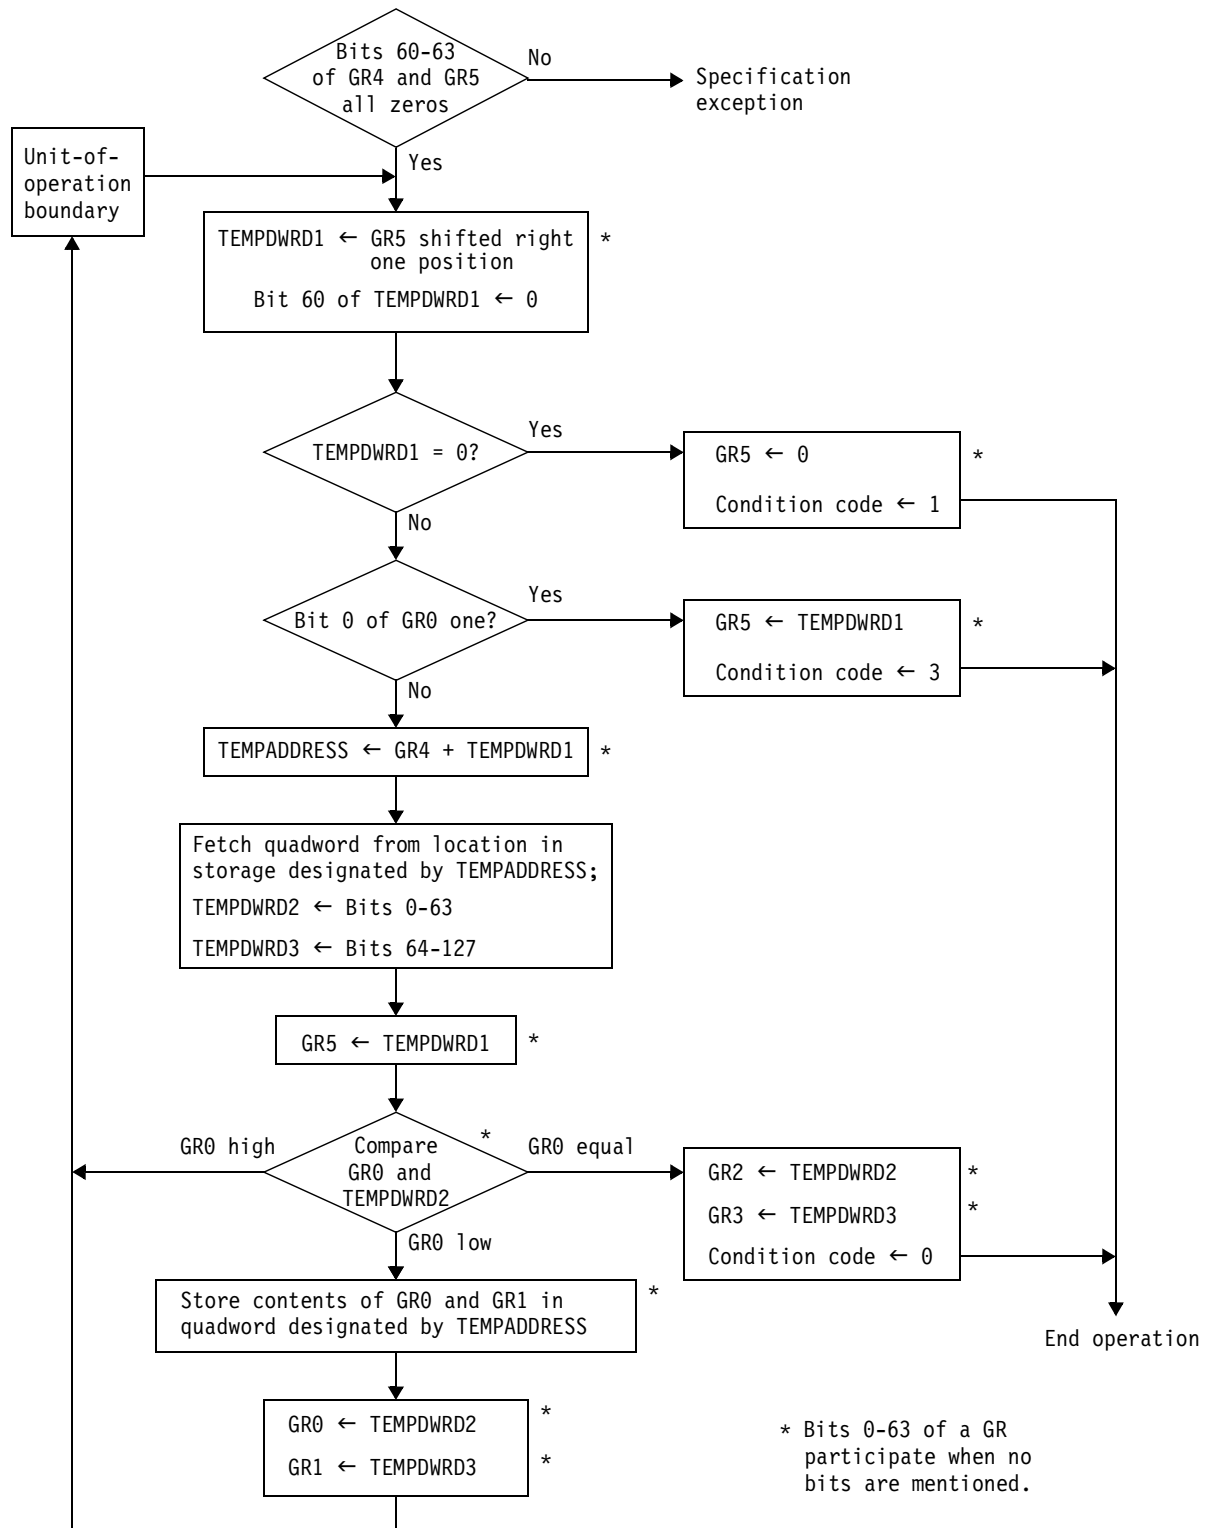 Bits 60-63
of GR4 and GR5
all zeros
No
Specification
exception
Yes
Unit-of-
operation
boundary
TEMPDWRD1 ← GR5 shifted right
one position
*
Bit 60 of TEMPDWRD1 ← 0
TEMPDWRD1 = 0?
Yes
GR5 ← 0
*
Condition code ← 1
No
Bit 0 of GR0 one?
Yes
GR5 ← TEMPDWRD1
*
Condition code ← 3
No
TEMPADDRESS ← GR4 + TEMPDWRD1
*
Fetch quadword from location in
storage designated by TEMPADDRESS;
TEMPDWRD2 ← Bits 0-63
TEMPDWRD3 ← Bits 64-127
GR5 ← TEMPDWRD1
*
GR0 high
Compare
GR0 and
TEMPDWRD2
*
GR0 equal
GR2 ← TEMPDWRD2
*
GR3 ← TEMPDWRD3
*
Condition code ← 0
GR0 low
Store contents of GR0 and GR1 in
quadword designated by TEMPADDRESS
*
End operation
GR0 ← TEMPDWRD2
*
GR1 ← TEMPDWRD3
*
* Bits 0-63 of a GR
participate when no
bits are mentioned.